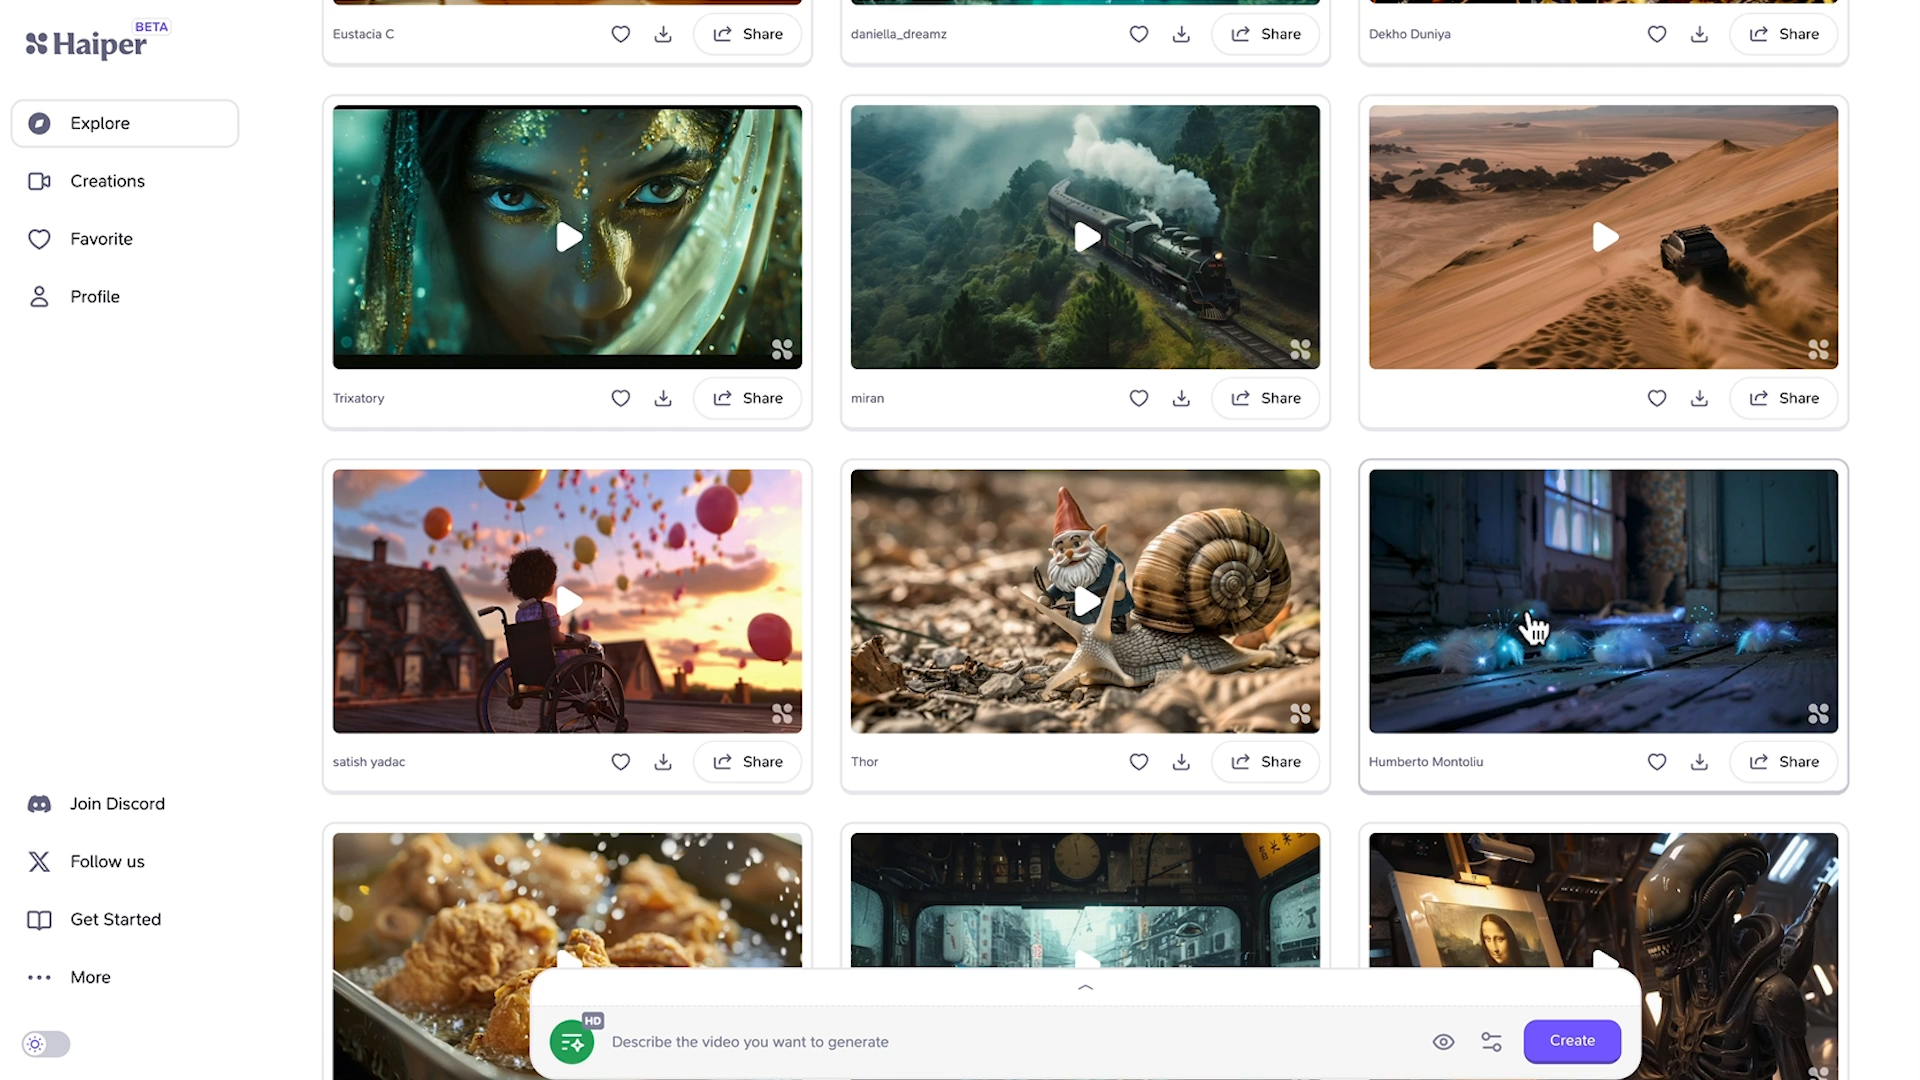 Haiper BETA
Explore
Creations
Favorite
Profile
Join Discord
Follow us
Get Started
More
Eustacia C
Share
daniella_dreamz
Share
Dekho Duniya
Share
Trixatory
Share
miran
Share
Share
satish yadac
Share
Thor
Share
Humberto Montoliu
Share
HD
Describe the video you want to generate
Create